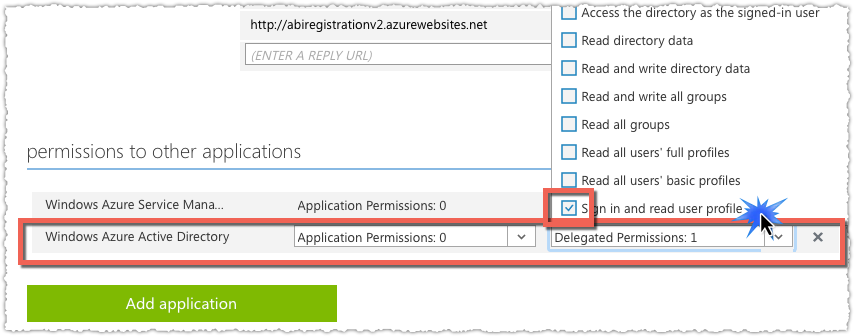 http://abiregistrationv2.azurewebsites.net
(ENTER A REPLY URL)
Access the directory as the signed-in user
Read directory data
Read and write directory data
Read and write all groups
Read all groups
Read all users' full profiles
Read all users' basic profiles
Sign in and read user profile
permissions to other applications
Windows Azure Service Mana... Application Permissions: 0
Windows Azure Active Directory Application Permissions: 0 Delegated Permissions: 1
Add application